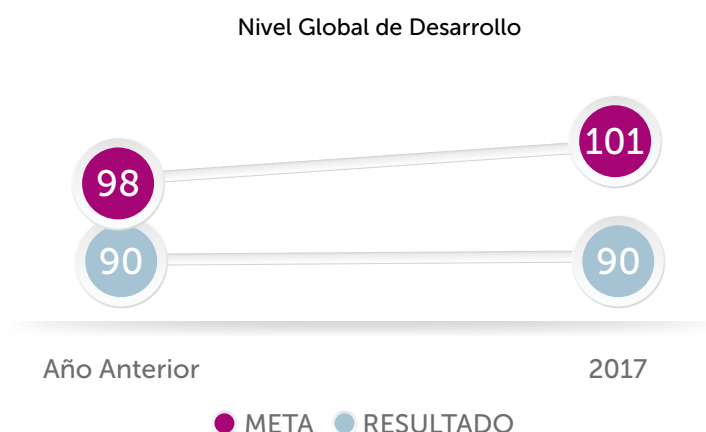 Nivel Global de Desarrollo
101
98
90 90
Año Anterior 2017
META RESULTADO